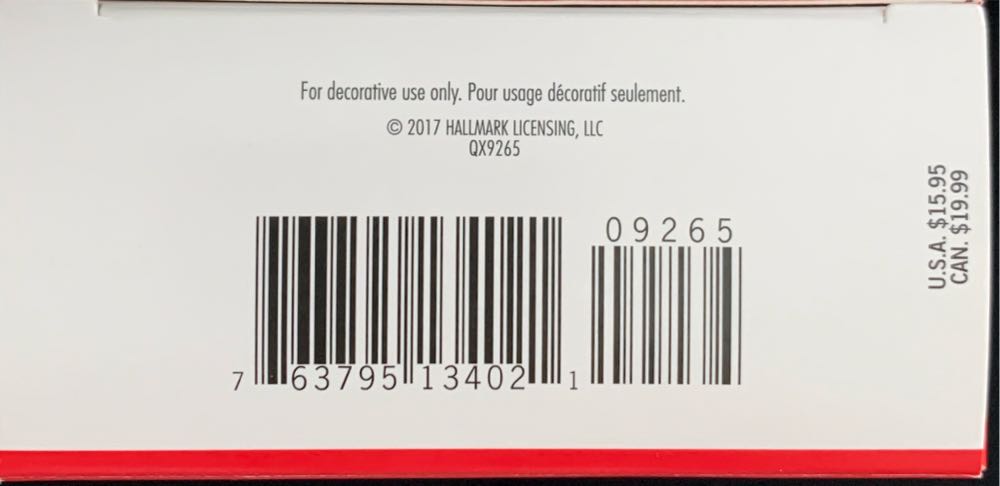 For decorative use only. Pour usage décoratif seulement.
© 2017 HALLMARK LICENSING, LLC
QX9265
09265
7 63795 13402 1
U.S.A. $15.95
CAN. $19.99